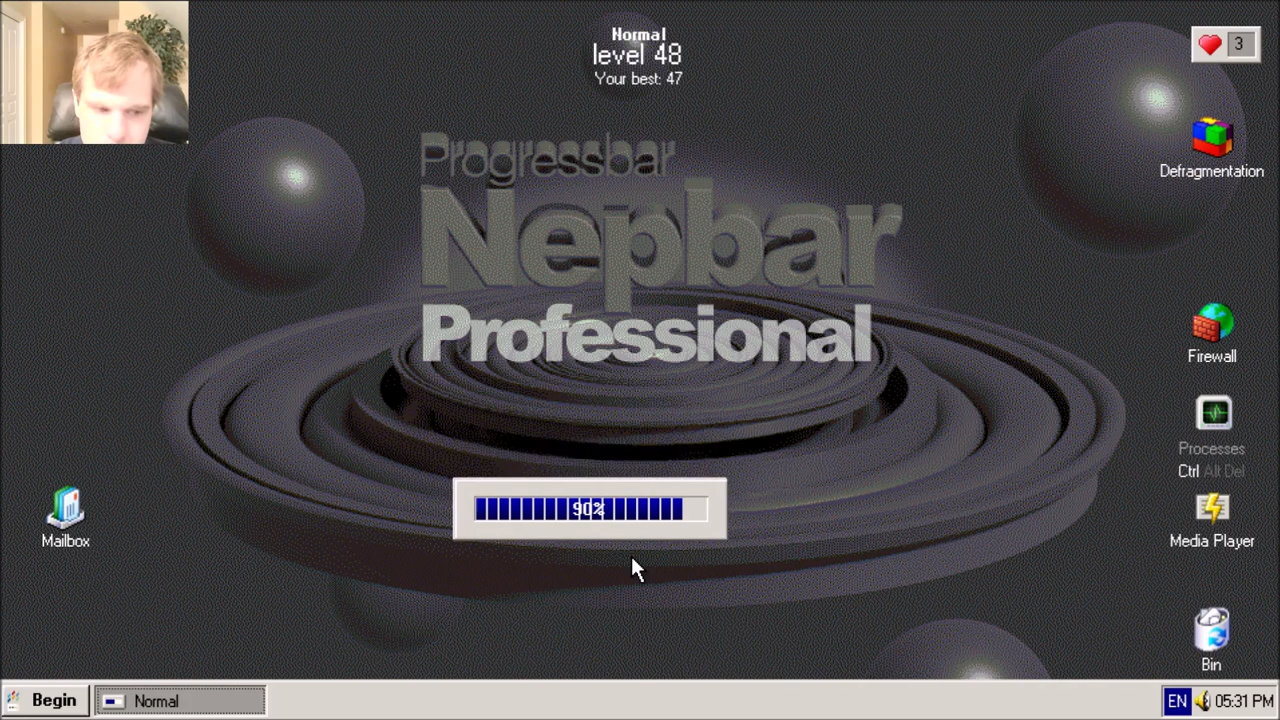 Normal
level 48
Your best: 47
3
Progressbar
Nepbar
Professional
Defragmentation
Firewall
Processes
Ctrl Alt Del
Mailbox
90%
Media Player
Bin
Begin
Normal
EN
05:31 PM